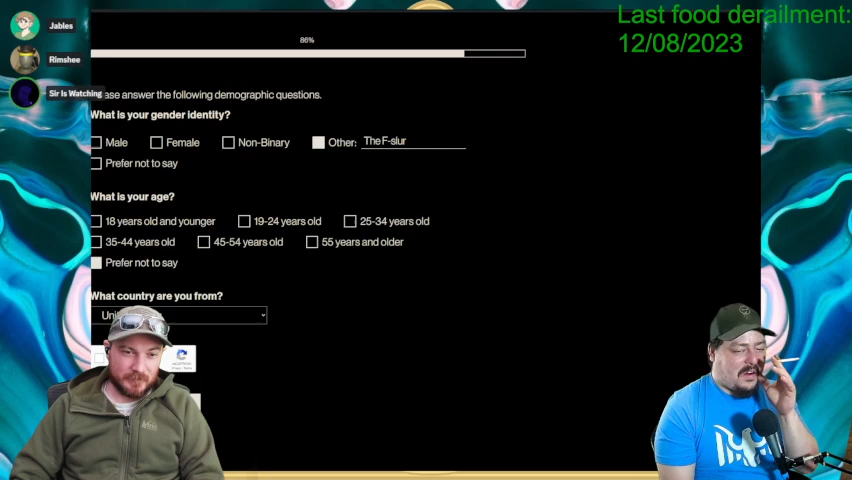 Last food derailment:
12/08/2023
Jables
Rimshee
Sir Is Watching
86%
ase answer the following demographic questions.
What is your gender identity?
Male Female Non-Binary Other: The F-slur
Prefer not to say
What is your age?
18 years old and younger 19-24 years old 25-34 years old
35-44 years old 45-54 years old 55 years and older
Prefer not to say
What country are you from?